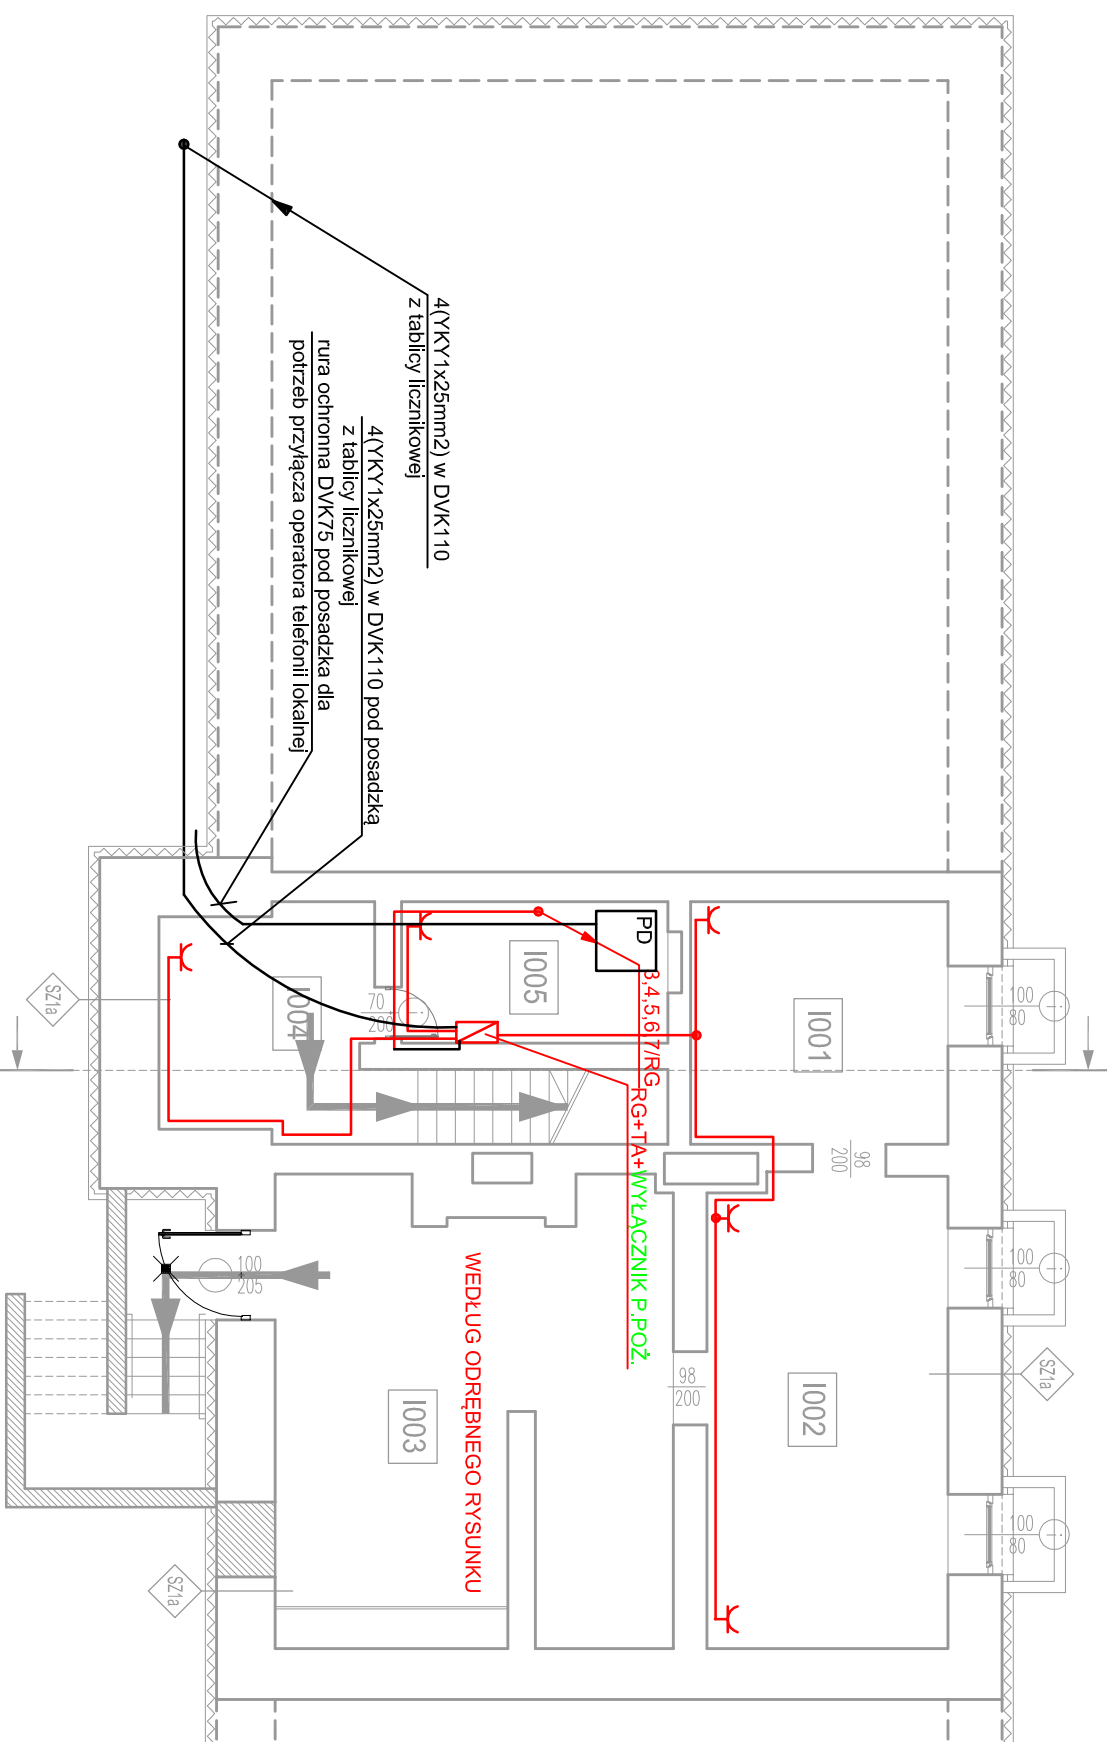 4(YKY1x25mm2) w DVK110
z tablicy licznikowej
4(YKY1x25mm2) w DVK110 pod posadzką
z tablicy licznikowej
rura ochronna DVK75 pod posadzka dla
potrzeb przyłącza operatora telefonii lokalnej
PD
3,4,5,6,7/RG
RG+TA+WYŁĄCZNIK P.POŻ.
WEDŁUG ODRĘBNEGO RYSUNKU
I001
I002
I003
I004
I005
SZ1a
SZ1a
SZ1a
100
80
100
80
100
80
98
200
98
200
70
200
100
205